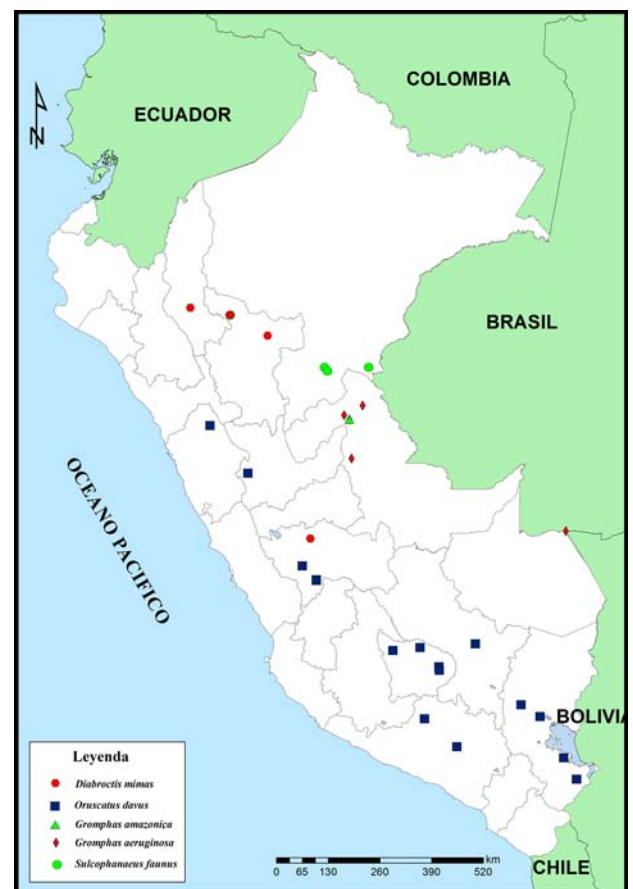 COLOMBIA
ECUADOR
N
BRASIL
OCEANO PACIFICO
BOLIVIA
Leyenda
Diabroctis mimas
Oruscatus davus
Gromphas amazonica
Gromphas aeruginosa
Sulcophanaeus faunus
km
0 65 130 260 390 520
CHILE